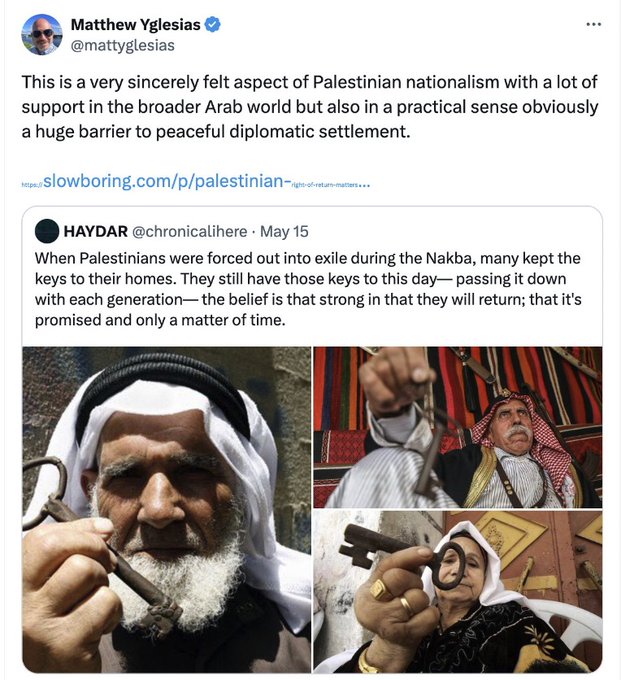 Matthew Yglesias
@mattyglesias
This is a very sincerely felt aspect of Palestinian nationalism with a lot of
support in the broader Arab world but also in a practical sense obviously
a huge barrier to peaceful diplomatic settlement.
https://slowboring.com/p/palestinian-right-of-return-matters...
HAYDAR @chronicalihere · May 15
When Palestinians were forced out into exile during the Nakba, many kept the
keys to their homes. They still have those keys to this day— passing it down
with each generation— the belief is that strong in that they will return; that it's
promised and only a matter of time.